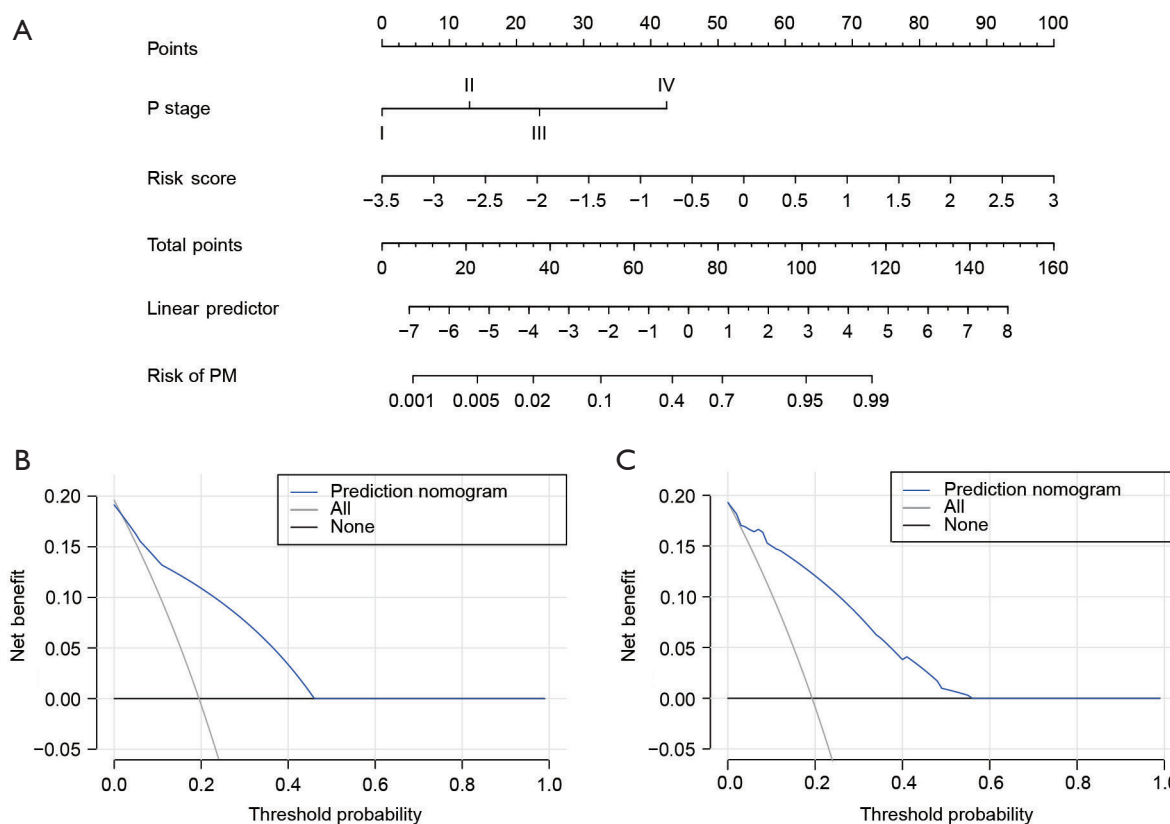 A
Points
0 10 20 30 40 50 60 70 80 90 100
P stage
II IV
I III
Risk score
−3.5 −3 −2.5 −2 −1.5 −1 −0.5 0 0.5 1 1.5 2 2.5 3
Total points
0 20 40 60 80 100 120 140 160
Linear predictor
−7 −6 −5 −4 −3 −2 −1 0 1 2 3 4 5 6 7 8
Risk of PM
0.001 0.005 0.02 0.1 0.4 0.7 0.95 0.99
B
Prediction nomogram
All
None
Net benefit
0.20
0.15
0.10
0.05
0.00
−0.05
0.0 0.2 0.4 0.6 0.8 1.0
Threshold probability
C
Prediction nomogram
All
None
Net benefit
0.20
0.15
0.10
0.05
0.00
−0.05
0.0 0.2 0.4 0.6 0.8 1.0
Threshold probability